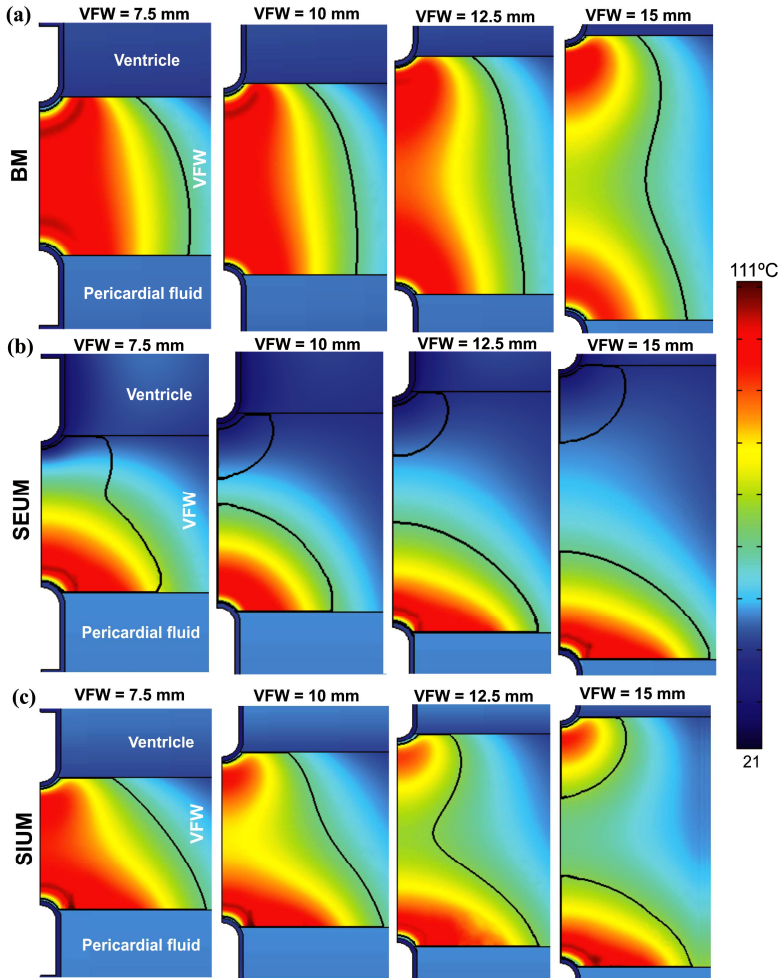 (a)
VFW = 7.5 mm VFW = 10 mm VFW = 12.5 mm VFW = 15 mm
Ventricle
BM
VFW
Pericardial fluid
111ºC
(b)
VFW = 7.5 mm VFW = 10 mm VFW = 12.5 mm VFW = 15 mm
Ventricle
SEUM
VFW
Pericardial fluid
21
(c)
VFW = 7.5 mm VFW = 10 mm VFW = 12.5 mm VFW = 15 mm
Ventricle
SIUM
VFW
Pericardial fluid